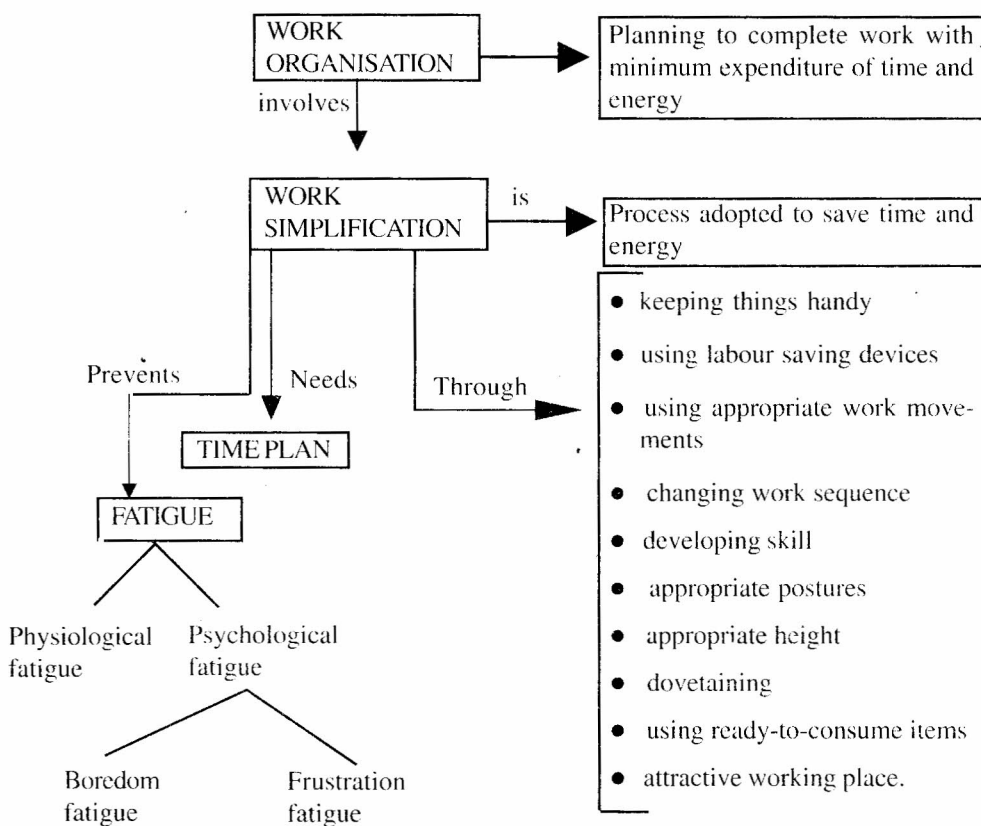 WORK
ORGANISATION
Planning to complete work with
minimum expenditure of time and
energy
involves
WORK
SIMPLIFICATION
is
Process adopted to save time and
energy
Prevents
Needs
Through
TIME PLAN
FATIGUE
Physiological
fatigue
Psychological
fatigue
Boredom
fatigue
Frustration
fatigue
● keeping things handy
● using labour saving devices
● using appropriate work move-
ments
● changing work sequence
● developing skill
● appropriate postures
● appropriate height
● dovetaining
● using ready-to-consume items
● attractive working place.